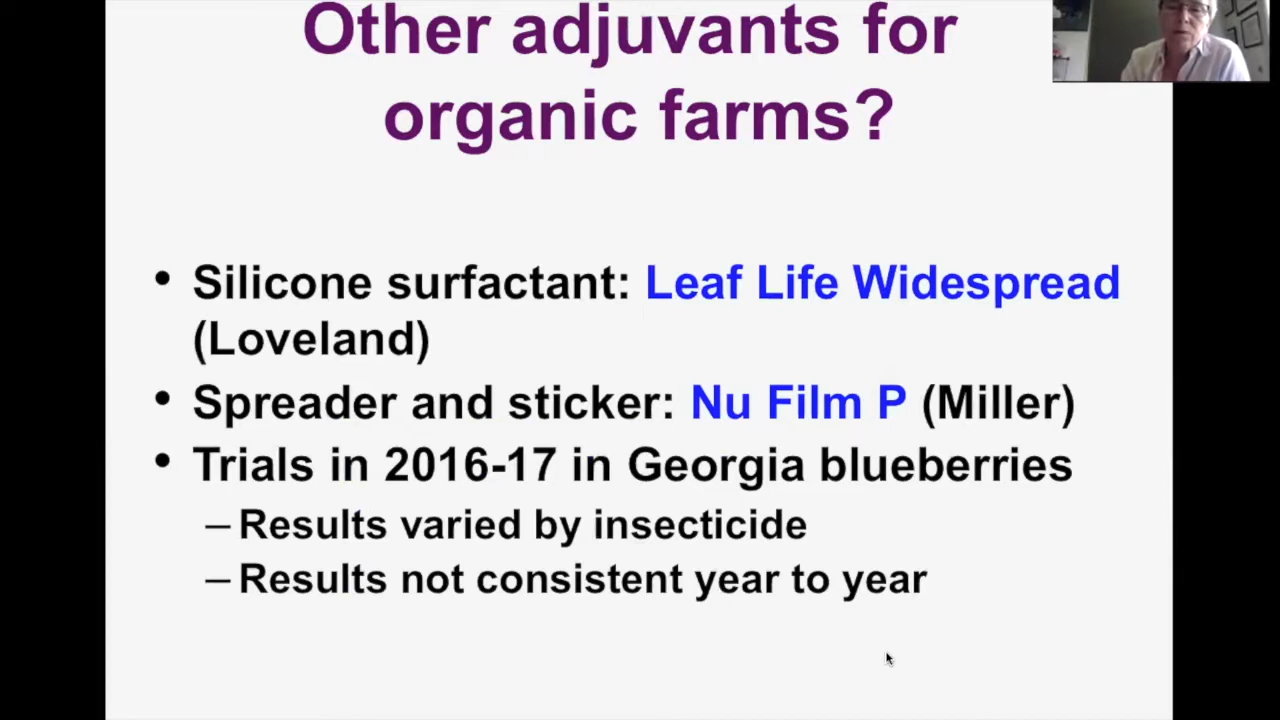 Other adjuvants for
organic farms?
• Silicone surfactant: Leaf Life Widespread
(Loveland)
• Spreader and sticker: Nu Film P (Miller)
• Trials in 2016-17 in Georgia blueberries
– Results varied by insecticide
– Results not consistent year to year